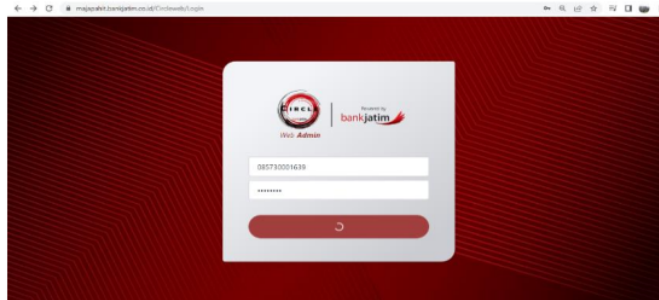 majapahit.bankjatim.co.id/Circleweb/Login
CIRCLE
Powered by
bankjatim
Web Admin
085730001639
••••••••